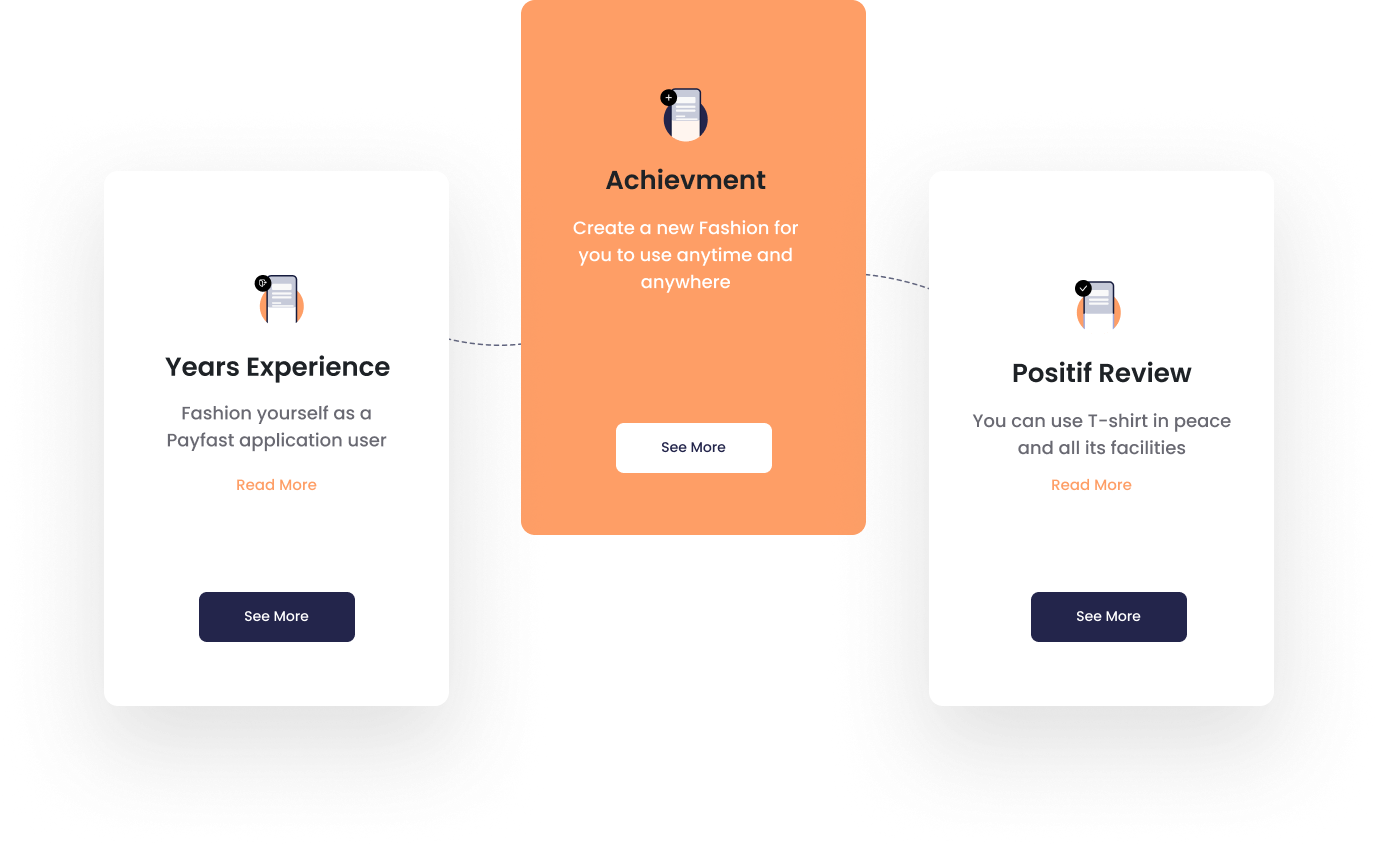 Years Experience
Fashion yourself as a
Payfast application user
Read More
See More
Achievment
Create a new Fashion for
you to use anytime and
anywhere
See More
Positif Review
You can use T-shirt in peace
and all its facilities
Read More
See More